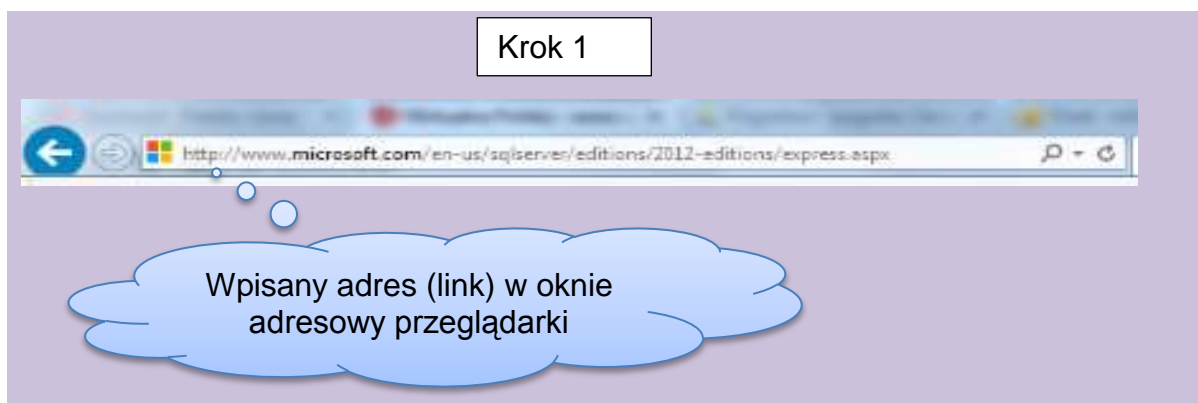 Krok 1
http://www.microsoft.com/en-us/sqlserver/editions/2012-editions/express.aspx
Wpisany adres (link) w oknie
adresowy przeglądarki